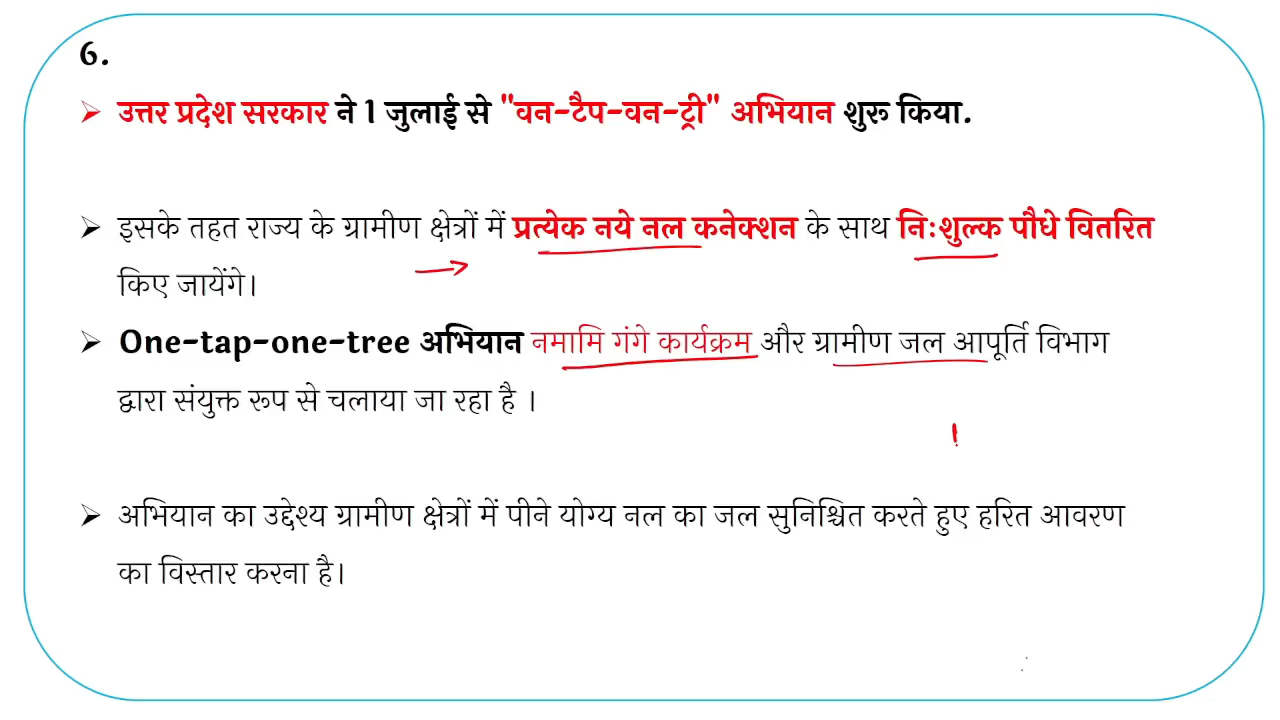 6.
➢ उत्तर प्रदेश सरकार ने 1 जुलाई से "वन-टैप-वन-ट्री" अभियान शुरू किया.
➢ इसके तहत राज्य के ग्रामीण क्षेत्रों में प्रत्येक नये नल कनेक्शन के साथ निःशुल्क पौधे वितरित
किए जायेंगे।
➢ One-tap-one-tree अभियान नमामि गंगे कार्यक्रम और ग्रामीण जल आपूर्ति विभाग
द्वारा संयुक्त रूप से चलाया जा रहा है ।
➢ अभियान का उद्देश्य ग्रामीण क्षेत्रों में पीने योग्य नल का जल सुनिश्चित करते हुए हरित आवरण
का विस्तार करना है।